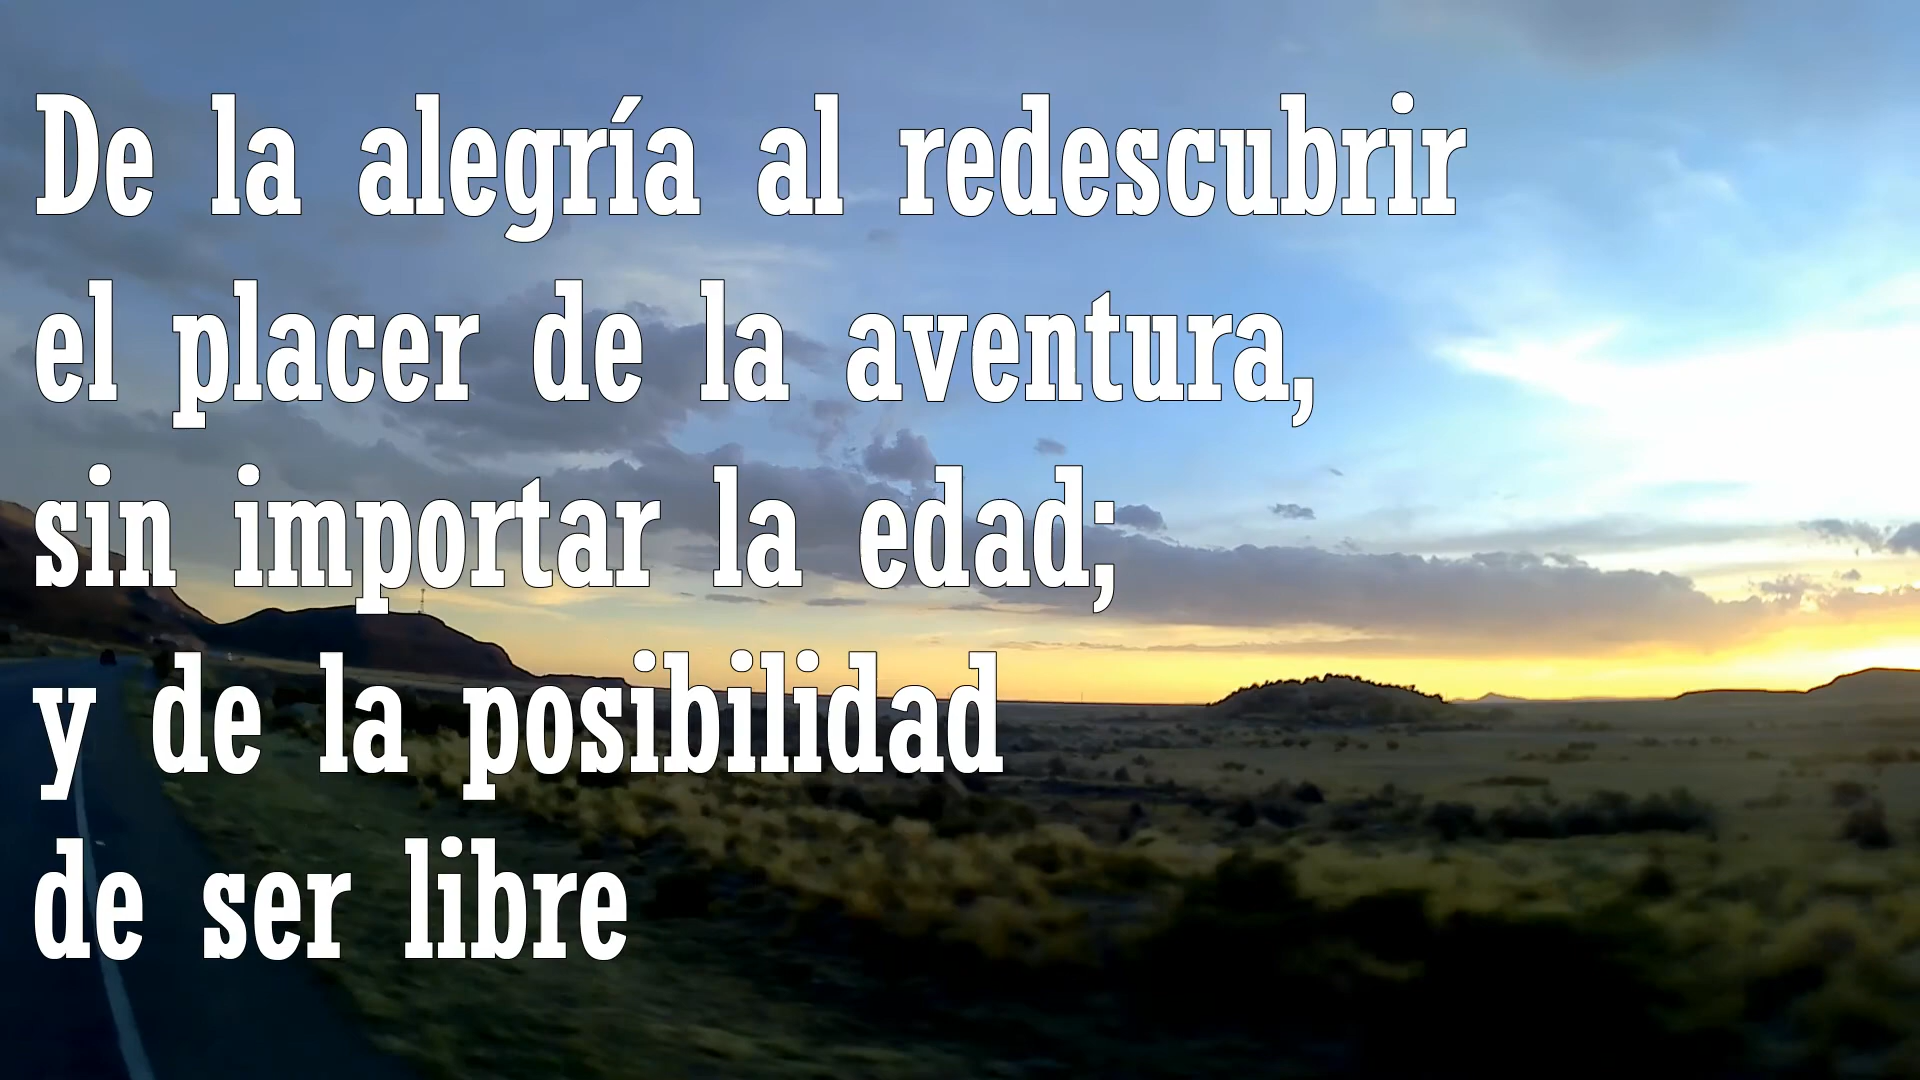 De la alegría al redescubrir
el placer de la aventura,
sin importar la edad;
y de la posibilidad
de ser libre